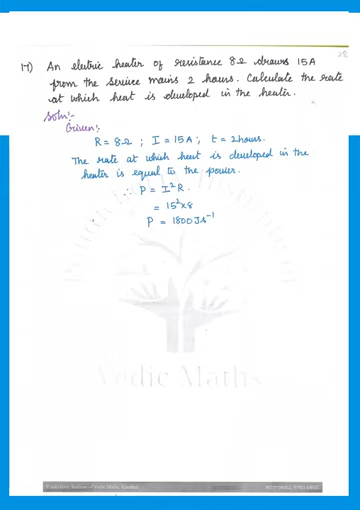 17) An electric heater of resistance 8Ω draws 15A
from the service mains 2 hours. Calculate the rate
at which heat is developed in the heater.
Soln:-
Given:-
R = 8Ω ; I = 15A ; t = 2hours.
The rate at which heat is developed in the
heater is equal to the power.
∴ P = I²R.
= 15²×8
P = 1800Js⁻¹
Vedic Maths